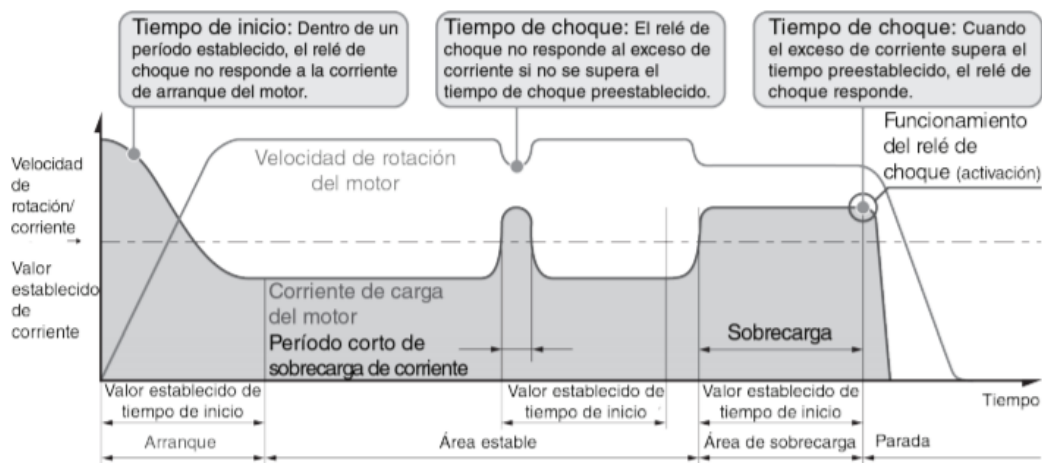 Tiempo de inicio: Dentro de un
período establecido, el relé de
choque no responde a la corriente
de arranque del motor.
Tiempo de choque: El relé de
choque no responde al exceso de
corriente si no se supera el
tiempo de choque preestablecido.
Tiempo de choque: Cuando
el exceso de corriente supera el
tiempo preestablecido, el relé de
choque responde.
Funcionamiento
del relé de
choque (activación)
Velocidad
de
rotación/
corriente
Valor
establecido
de
corriente
Velocidad de rotación
del motor
Corriente de carga
del motor
Período corto de
sobrecarga de corriente
Sobrecarga
Valor establecido de
tiempo de inicio
Valor establecido de
tiempo de inicio
Valor establecido de
tiempo de inicio
Tiempo
Arranque
Área estable
Área de sobrecarga
Parada